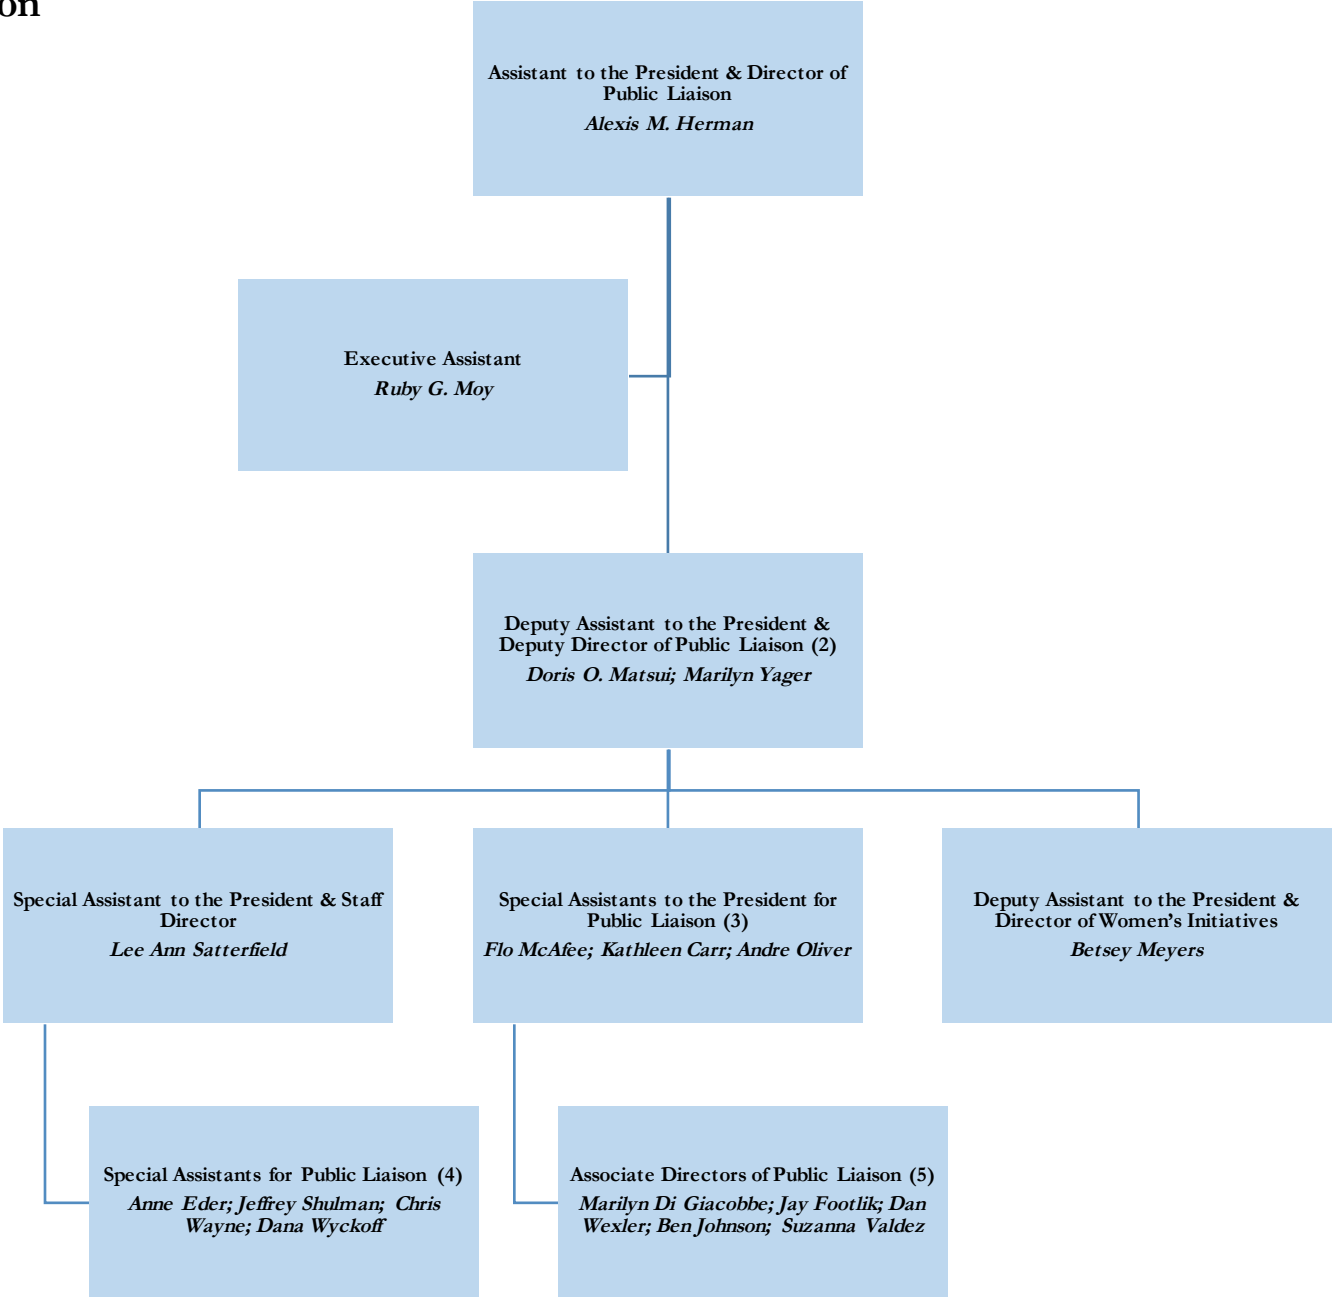 on
Assistant to the President & Director of
Public Liaison
Alexis M. Herman
Executive Assistant
Ruby G. Moy
Deputy Assistant to the President &
Deputy Director of Public Liaison (2)
Doris O. Matsui; Marilyn Yager
Special Assistant to the President & Staff
Director
Lee Ann Satterfield
Special Assistants to the President for
Public Liaison (3)
Flo McAfee; Kathleen Carr; Andre Oliver
Deputy Assistant to the President &
Director of Women’s Initiatives
Betsey Meyers
Special Assistants for Public Liaison (4)
Anne Eder; Jeffrey Shulman; Chris
Wayne; Dana Wyckoff
Associate Directors of Public Liaison (5)
Marilyn Di Giacobbe; Jay Footlik; Dan
Wexler; Ben Johnson; Suzanna Valdez